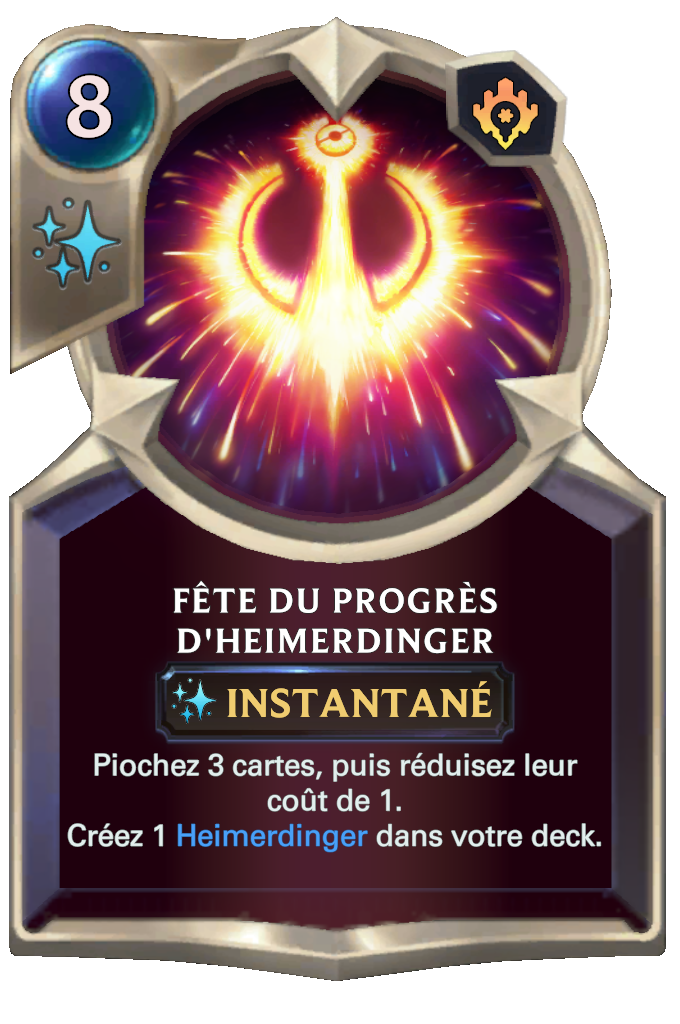 8
FÊTE DU PROGRÈS
D'HEIMERDINGER
INSTANTANÉ
Piochez 3 cartes, puis réduisez leur
coût de 1.
Créez 1 Heimerdinger dans votre deck.